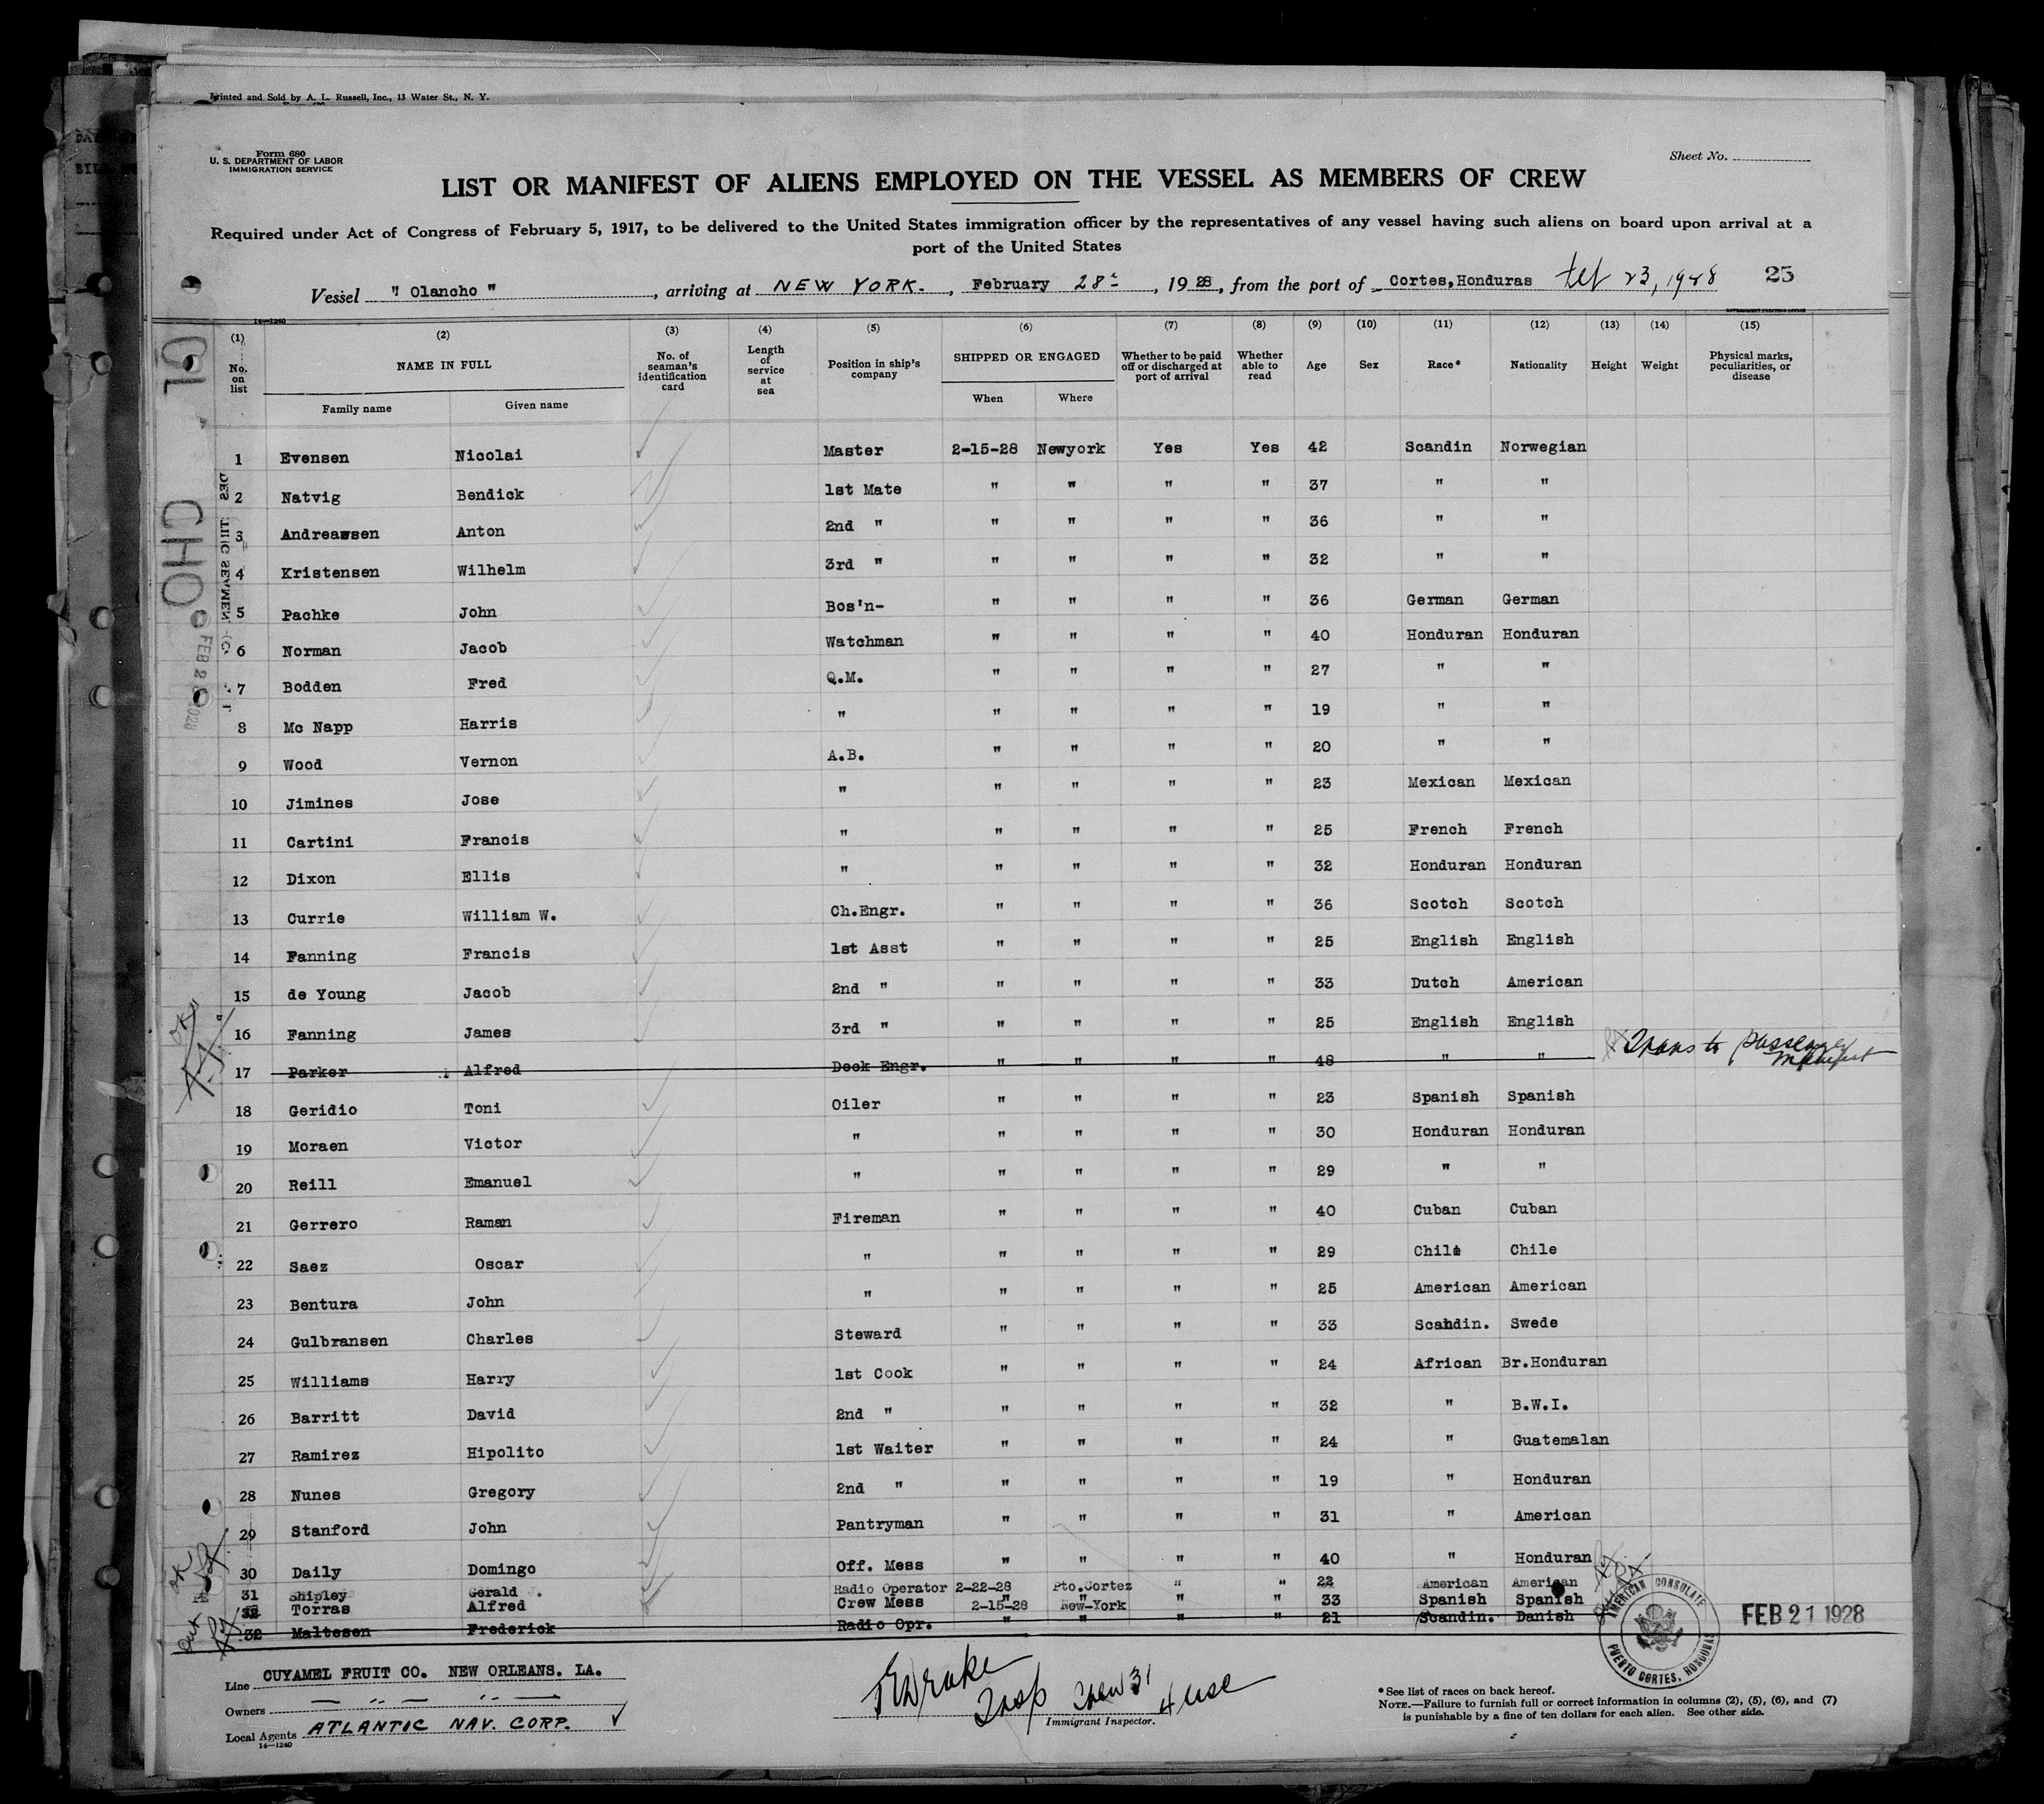 Printed and Sold by A. L. Russell, Inc., 13 Water St., N. Y.
Form 680
U. S. DEPARTMENT OF LABOR
IMMIGRATION SERVICE
Sheet No.
LIST OR MANIFEST OF ALIENS EMPLOYED ON THE VESSEL AS MEMBERS OF CREW
Required under Act of Congress of February 5, 1917, to be delivered to the United States immigration officer by the representatives of any vessel having such aliens on board upon arrival at a
port of the United States
Vessel " Olancho ", arriving at NEW YORK., February 28, 1928, from the port of Cortes,Honduras Feb 23, 1928 25
14—1240
(1) (2) (3) (4) (5) (6) (7) (8) (9) (10) (11) (12) (13) (14) (15)
No. on list NAME IN FULL No. of seaman's identification card Length of service at sea Position in ship's company SHIPPED OR ENGAGED Whether to be paid off or discharged at port of arrival Whether able to read Age Sex Race* Nationality Height Weight Physical marks, peculiarities, or disease
Family name Given name When Where
1 Evensen Nicolai Master 2-15-28 Newyork Yes Yes 42 Scandin Norwegian
2 Natvig Bendick 1st Mate " " " " 37 " "
3 Andreawsen Anton 2nd " " " " " 36 " "
4 Kristensen Wilhelm 3rd " " " " " 32 " "
5 Pachke John Bos'n- " " " " 36 German German
6 Norman Jacob Watchman " " " " 40 Honduran Honduran
7 Bodden Fred Q.M. " " " " 27 " "
8 Mc Napp Harris " " " " " 19 " "
9 Wood Vernon A.B. " " " " 20 " "
10 Jimines Jose " " " " " 23 Mexican Mexican
11 Cartini Francis " " " " " 25 French French
12 Dixon Ellis " " " " " 32 Honduran Honduran
13 Currie William W. Ch.Engr. " " " " 36 Scotch Scotch
14 Fanning Francis 1st Asst " " " " 25 English English
15 de Young Jacob 2nd " " " " " 33 Dutch American
16 Fanning James 3rd " " " " " 25 English English
17 Parker Alfred Deck Engr. " " " " 48 " " Trans to passenger manifest
18 Geridio Toni Oiler " " " " 23 Spanish Spanish
19 Moraen Victor " " " " " 30 Honduran Honduran
20 Reill Emanuel " " " " " 29 " "
21 Gerrero Raman Fireman " " " " 40 Cuban Cuban
22 Saez Oscar " " " " " 29 Chile Chile
23 Bentura John " " " " " 25 American American
24 Gulbransen Charles Steward " " " " 33 Scandin. Swede
25 Williams Harry 1st Cook " " " " 24 African Br.Honduran
26 Barritt David 2nd " " " " " 32 " B.W.I.
27 Ramirez Hipolito 1st Waiter " " " " 24 " Guatemalan
28 Nunes Gregory 2nd " " " " " 19 " Honduran
29 Stanford John Pantryman " " " " 31 " American
30 Daily Domingo Off. Mess " " " " 40 " Honduran
31 Shipley Gerald J. Radio Operator 2-22-28 Pto.Cortez " " 22 American American
32 Torras Alfred Crew Mess 2-15-28 New-York " " 33 Spanish Spanish
32 Maltesen Frederick Radio Opr. " " " " 21 Scandin. Danish
AMERICAN CONSULATE
PUERTO CORTES, HONDURAS
FEB 21 1928
Line CUYAMEL FRUIT CO. NEW ORLEANS. LA.
Owners — " — " —
Local Agents ATLANTIC NAV. CORP.
14—1240
Drake Insp Crew 31
Immigrant Inspector.
*See list of races on back hereof.
NOTE.—Failure to furnish full or correct information in columns (2), (5), (6), and (7)
is punishable by a fine of ten dollars for each alien. See other side.